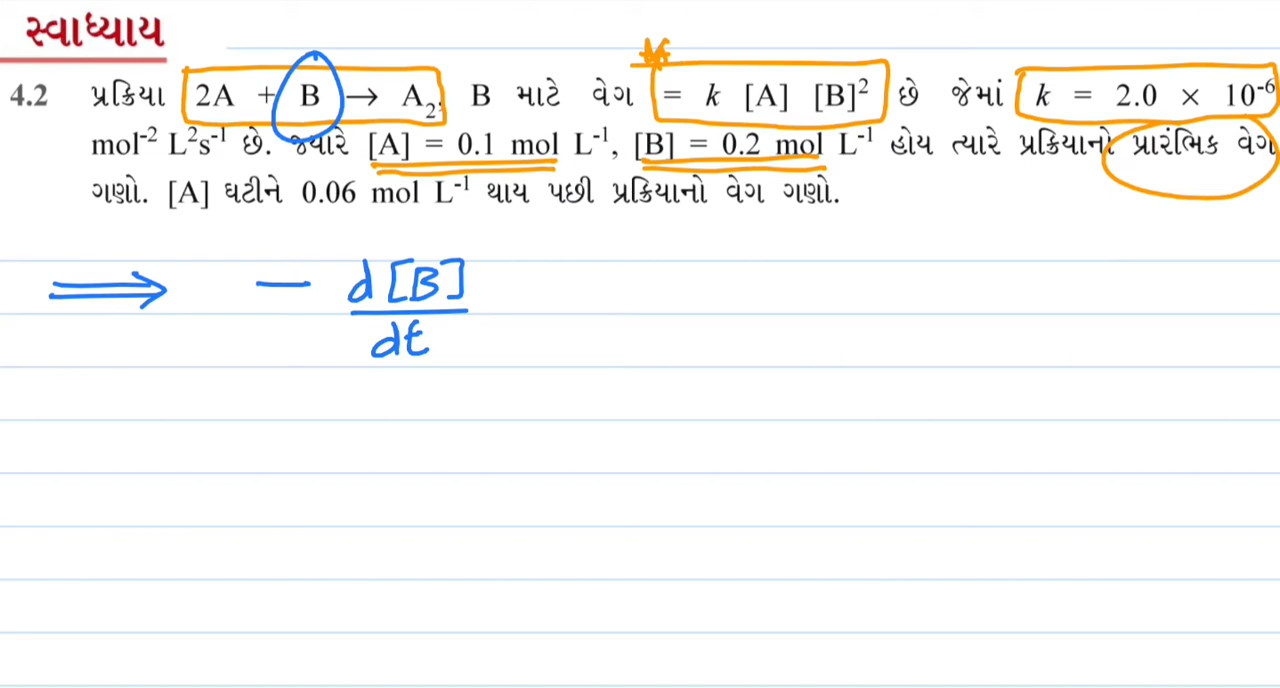 સ્વાધ્યાય
4.2 પ્રક્રિયા 2A + B → A₂, B માટે વેગ = k [A] [B]² છે જેમાં k = 2.0 × 10⁻⁶
mol⁻² L²s⁻¹ છે. જ્યારે [A] = 0.1 mol L⁻¹, [B] = 0.2 mol L⁻¹ હોય ત્યારે પ્રક્રિયાનો પ્રારંભિક વેગ
ગણો. [A] ઘટીને 0.06 mol L⁻¹ થાય પછી પ્રક્રિયાનો વેગ ગણો.
⟹ – d[B]
dt